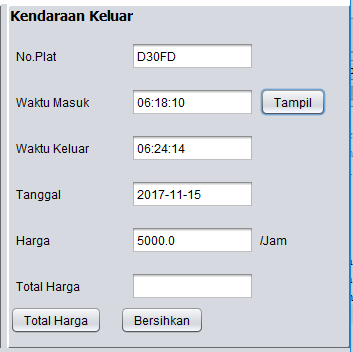 Kendaraan Keluar
No.Plat D30FD
Waktu Masuk 06:18:10 Tampil
Waktu Keluar 06:24:14
Tanggal 2017-11-15
Harga 5000.0 /Jam
Total Harga
Total Harga Bersihkan